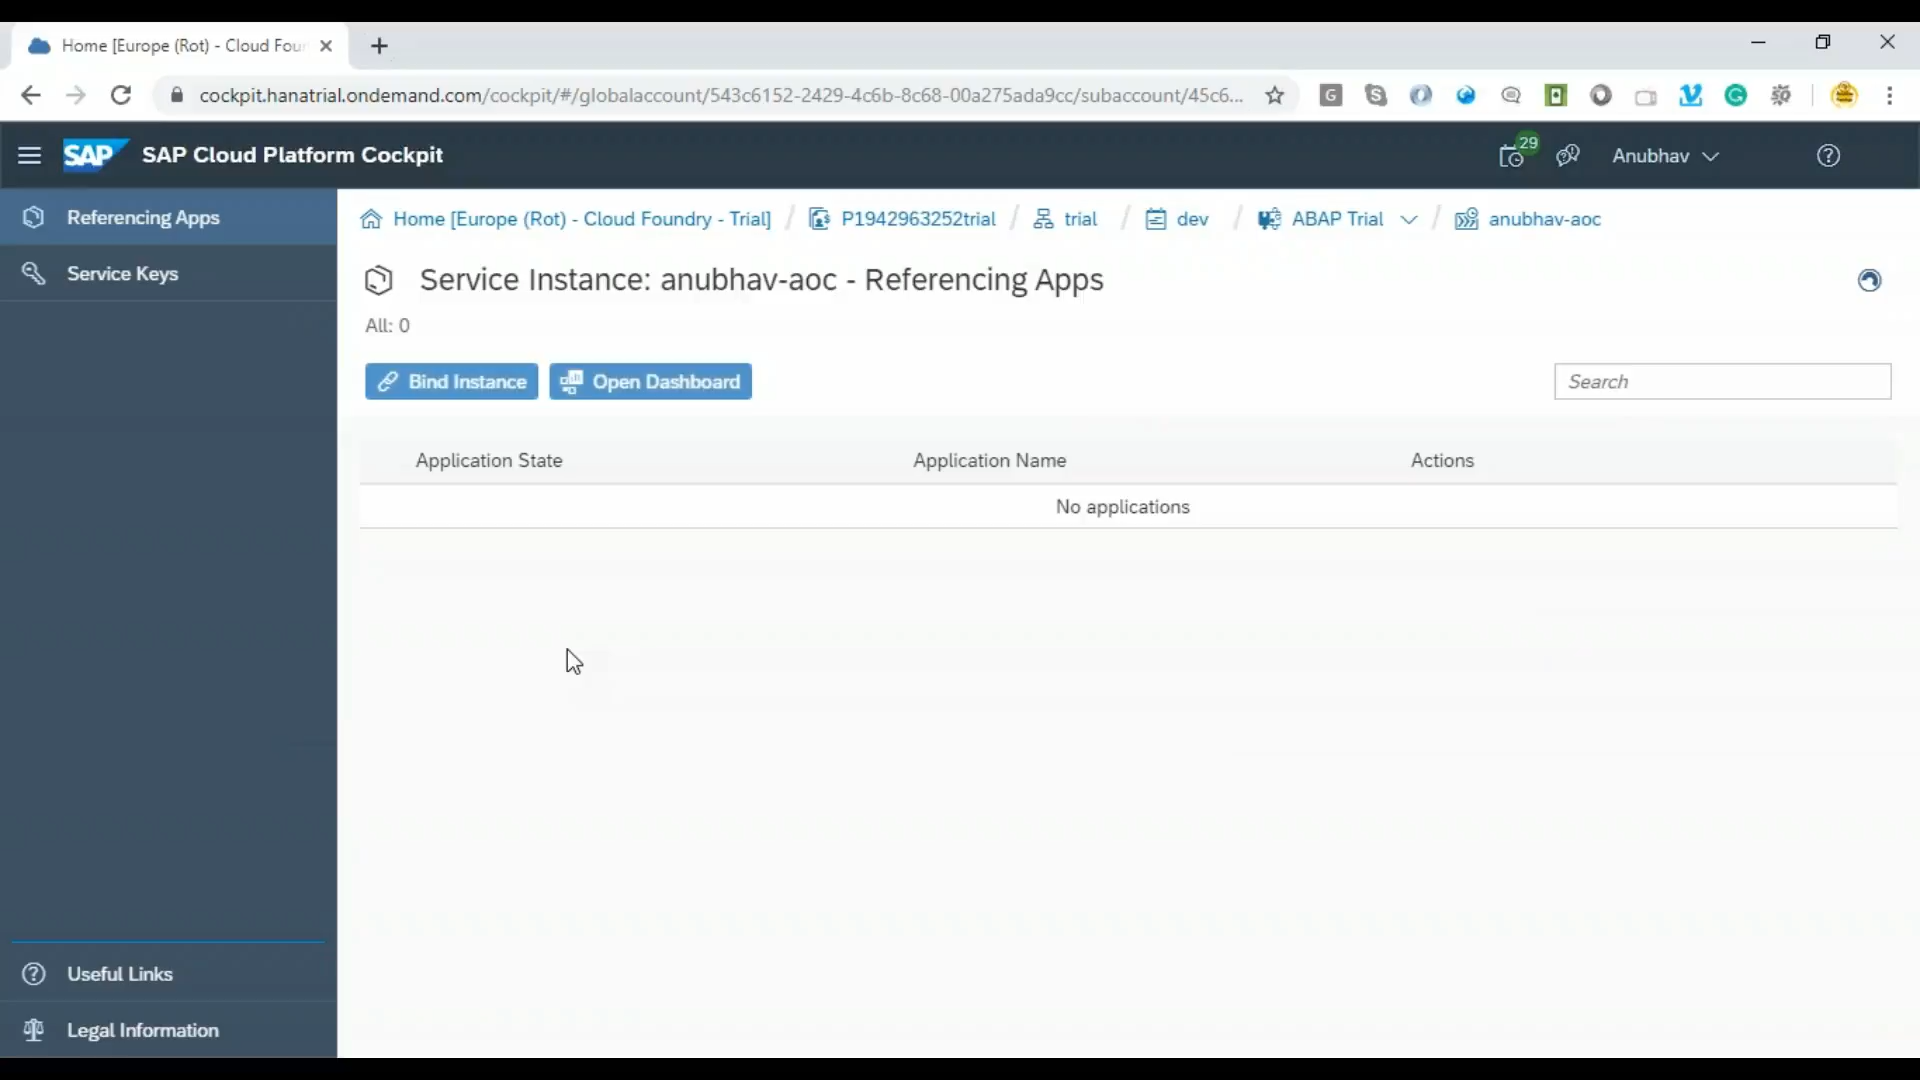 Home [Europe (Rot) - Cloud Four
cockpit.hanatrial.ondemand.com/cockpit/#/globalaccount/543c6152-2429-4c6b-8c68-00a275ada9cc/subaccount/45c6...
SAP SAP Cloud Platform Cockpit 29 Anubhav
Referencing Apps
Service Keys
Home [Europe (Rot) - Cloud Foundry - Trial] / P1942963252trial / trial / dev / ABAP Trial / anubhav-aoc
Service Instance: anubhav-aoc - Referencing Apps
All: 0
Bind Instance Open Dashboard Search
Application State Application Name Actions
No applications
Useful Links
Legal Information